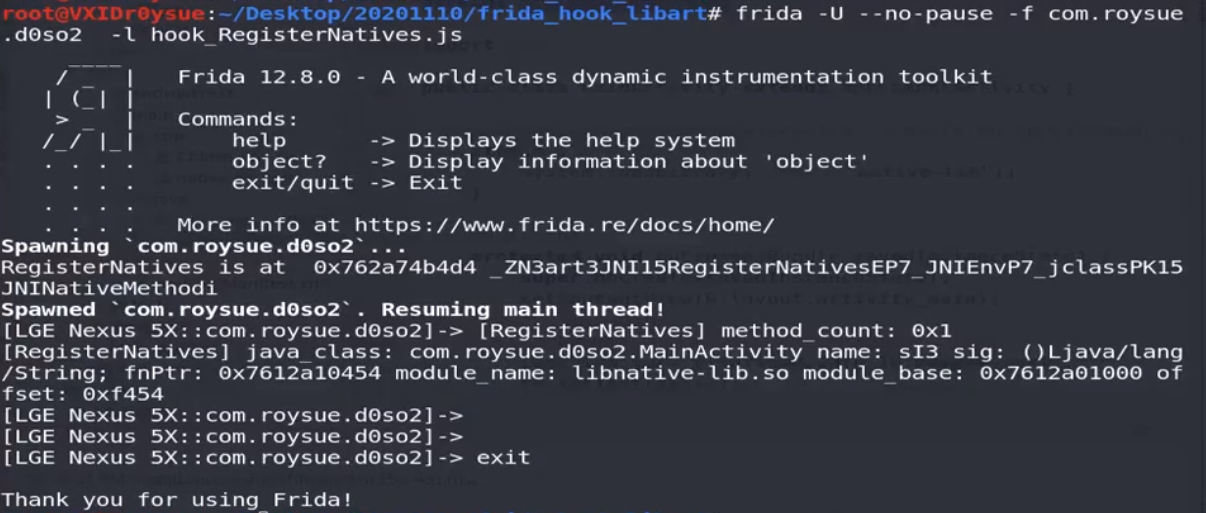 root@VXIDr0ysue:~/Desktop/20201110/frida_hook_libart# frida -U --no-pause -f com.roysue
.d0so2  -l hook_RegisterNatives.js
     ____
    / _  |   Frida 12.8.0 - A world-class dynamic instrumentation toolkit
   | (_| |
    > _  |   Commands:
   /_/ |_|       help      -> Displays the help system
   . . . .       object?   -> Display information about 'object'
   . . . .       exit/quit -> Exit
   . . . .
   . . . .   More info at https://www.frida.re/docs/home/
Spawning `com.roysue.d0so2`...
RegisterNatives is at  0x762a74b4d4 _ZN3art3JNI15RegisterNativesEP7_JNIEnvP7_jclassPK15
JNINativeMethodi
Spawned `com.roysue.d0so2`. Resuming main thread!
[LGE Nexus 5X::com.roysue.d0so2]-> [RegisterNatives] method_count: 0x1
[RegisterNatives] java_class: com.roysue.d0so2.MainActivity name: sI3 sig: ()Ljava/lang
/String; fnPtr: 0x7612a10454 module_name: libnative-lib.so module_base: 0x7612a01000 of
fset: 0xf454
[LGE Nexus 5X::com.roysue.d0so2]->
[LGE Nexus 5X::com.roysue.d0so2]->
[LGE Nexus 5X::com.roysue.d0so2]-> exit
Thank you for using Frida!